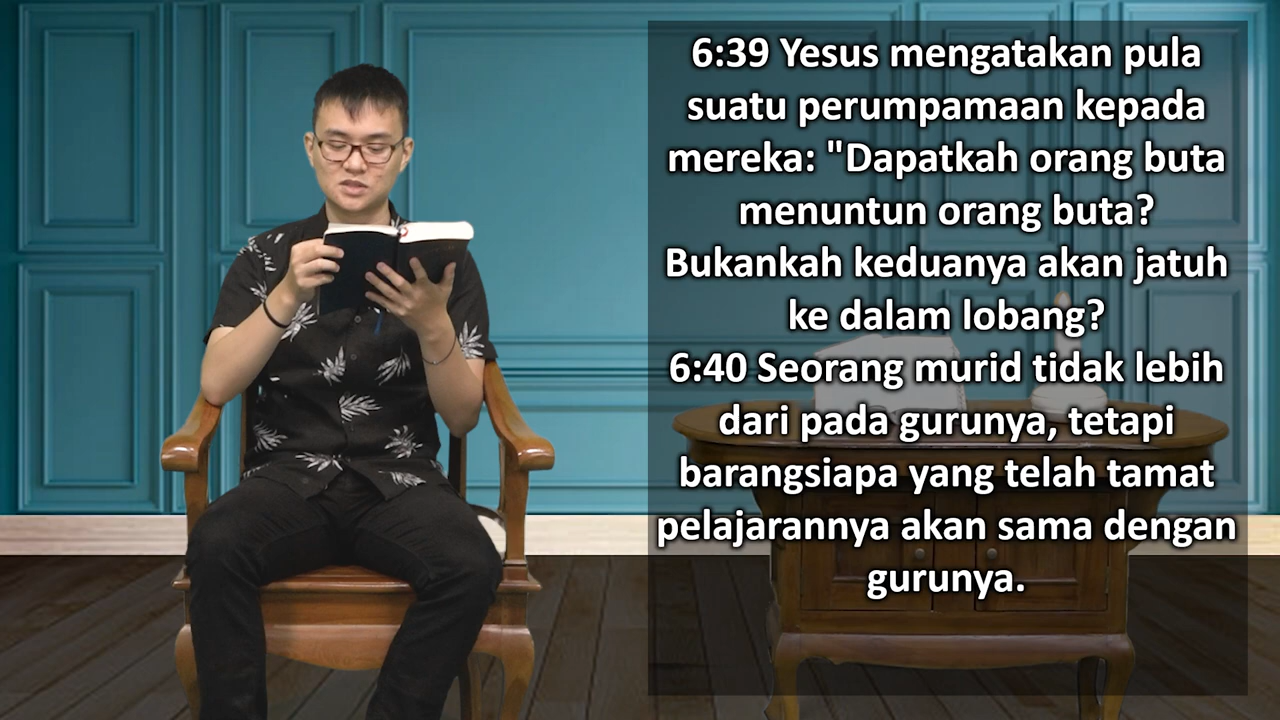 6:39 Yesus mengatakan pula
suatu perumpamaan kepada
mereka: "Dapatkah orang buta
menuntun orang buta?
Bukankah keduanya akan jatuh
ke dalam lobang?
6:40 Seorang murid tidak lebih
dari pada gurunya, tetapi
barangsiapa yang telah tamat
pelajarannya akan sama dengan
gurunya.